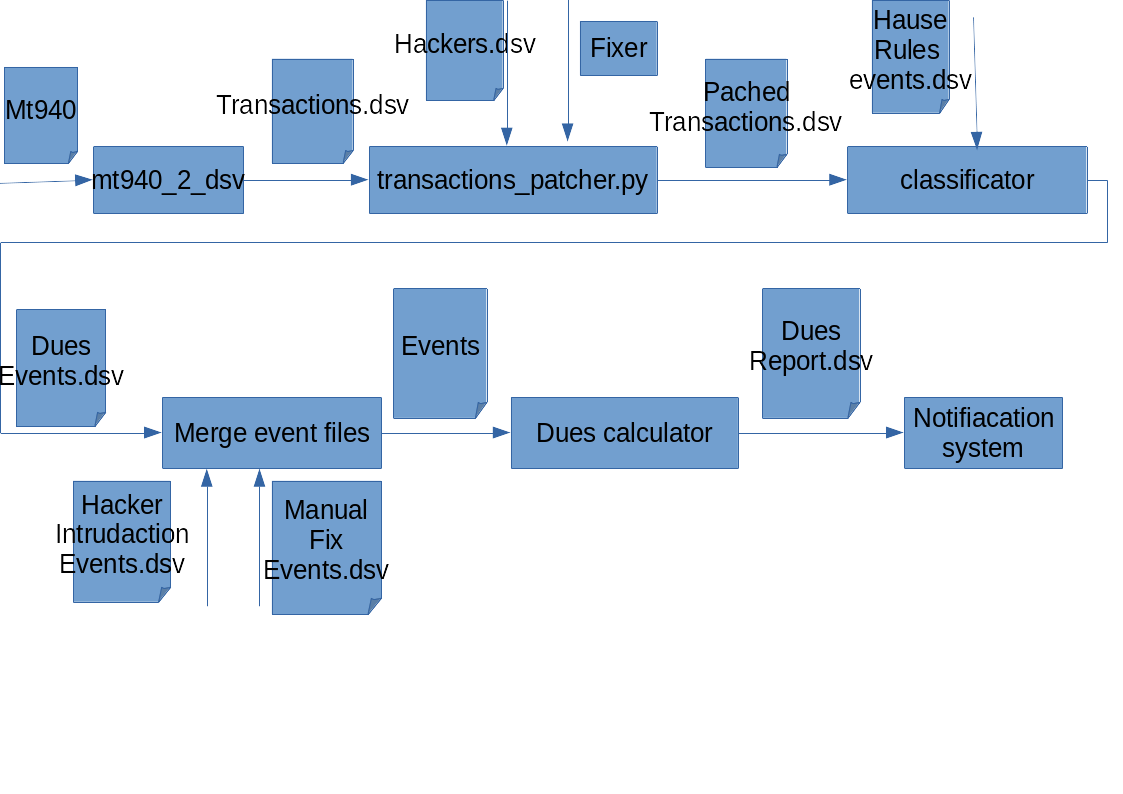 Mt940
mt940_2_dsv
Transactions.dsv
Hackers.dsv
Fixer
transactions_patcher.py
Pached
Transactions.dsv
Hause
Rules
events.dsv
classificator
Dues
Events.dsv
Merge event files
Hacker
Intrudaction
Events.dsv
Manual
Fix
Events.dsv
Events
Dues calculator
Dues
Report.dsv
Notifiacation
system